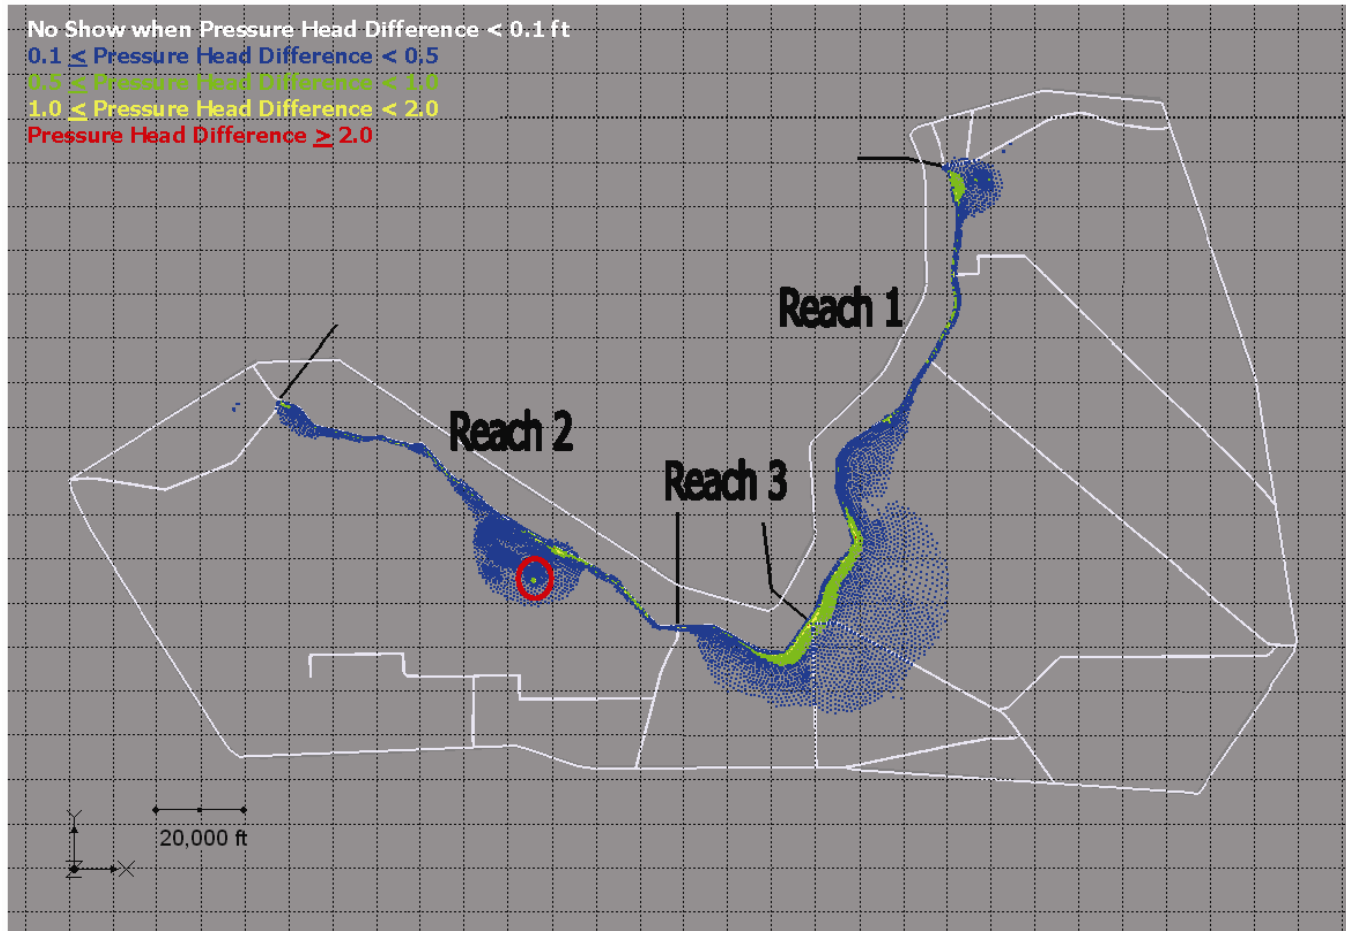 No Show when Pressure Head Difference < 0.1 ft
0.1 ≤ Pressure Head Difference < 0.5
0.5 ≤ Pressure Head Difference < 1.0
1.0 ≤ Pressure Head Difference < 2.0
Pressure Head Difference ≥ 2.0
Reach 1
Reach 2
Reach 3
20,000 ft
Y
Z
X